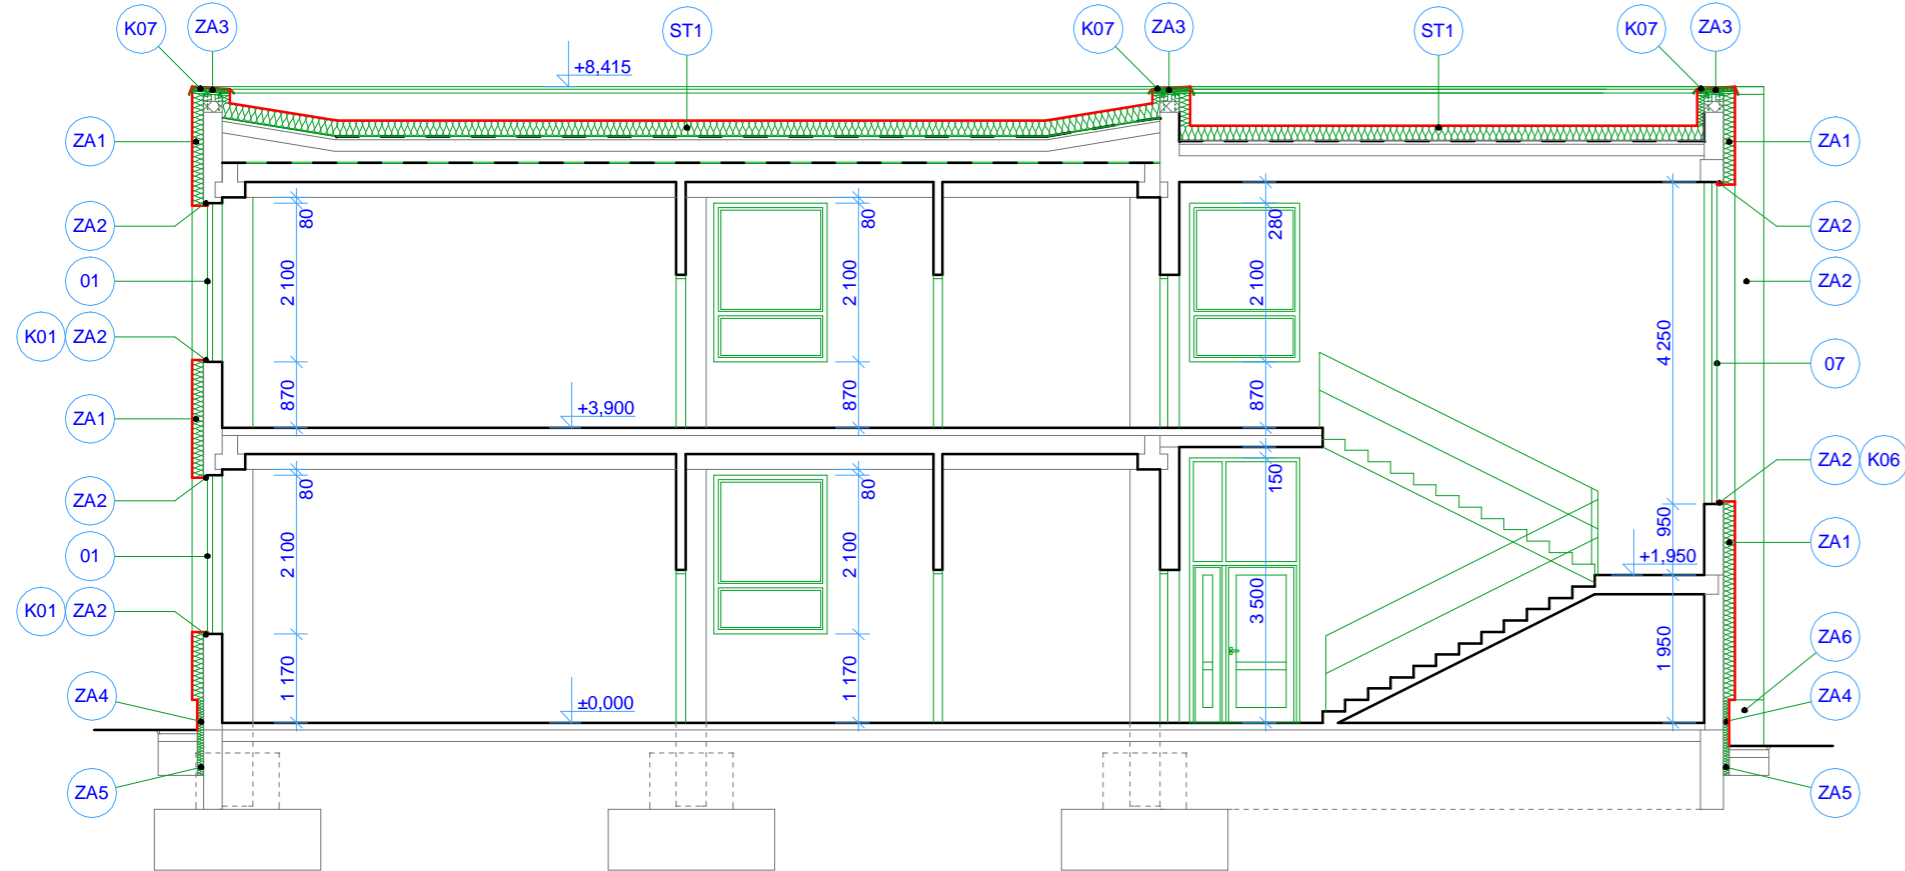 K07
ZA3
ST1
K07
ZA3
ST1
K07
ZA3
+8,415
ZA1
ZA1
80
80
280
ZA2
ZA2
01
2 100
2 100
2 100
ZA2
K01
ZA2
4 250
07
ZA1
870
+3,900
870
870
ZA2
K06
80
80
150
ZA2
950
ZA1
01
2 100
2 100
+1,950
K01
ZA2
3 500
1 950
ZA6
ZA4
1 170
±0,000
1 170
ZA4
ZA5
ZA5